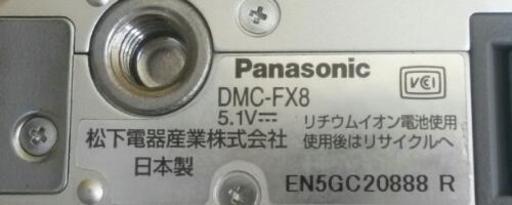 Panasonic
VCI
DMC-FX8
5.1V⎓ リチウムイオン電池使用
松下電器産業株式会社 使用後はリサイクルへ
日本製
EN5GC20888 R